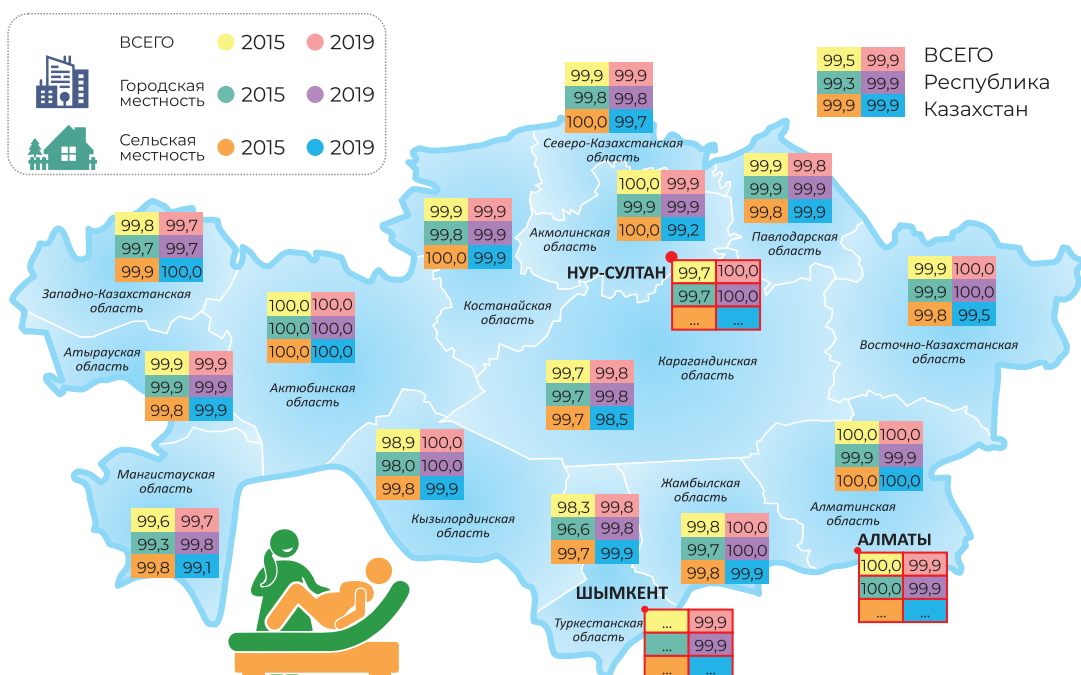 ВСЕГО 2015 2019
Городская местность 2015 2019
Сельская местность 2015 2019
99,5 99,9
99,3 99,9
99,9 99,9
ВСЕГО
Республика
Казахстан
99,9 99,9
99,8 99,8
100,0 99,7
Северо-Казахстанская
область
100,0 99,9
99,9 99,9
100,0 99,2
Акмолинская
область
99,9 99,8
99,9 99,9
99,8 99,9
Павлодарская
область
99,9 99,9
99,8 99,9
100,0 99,9
Костанайская
область
99,8 99,7
99,7 99,7
99,9 100,0
Западно-Казахстанская
область
НУР-СУЛТАН
99,7 100,0
99,7 100,0
... ...
99,9 100,0
99,9 100,0
99,8 99,5
Восточно-Казахстанская
область
100,0 100,0
100,0 100,0
100,0 100,0
Актюбинская
область
Атырауская
область
99,9 99,9
99,9 99,9
99,8 99,9
Карагандинская
область
99,7 99,8
99,7 99,8
99,7 98,5
98,9 100,0
98,0 100,0
99,8 99,9
Кызылординская
область
100,0 100,0
99,9 99,9
100,0 100,0
Алматинская
область
Мангистауская
область
99,6 99,7
99,3 99,8
99,8 99,1
Жамбылская
область
99,8 100,0
99,7 100,0
99,8 99,9
98,3 99,8
96,6 99,8
99,7 99,9
Туркестанская
область
АЛМАТЫ
100,0 99,9
100,0 99,9
... ...
ШЫМКЕНТ
... 99,9
... 99,9
... ...